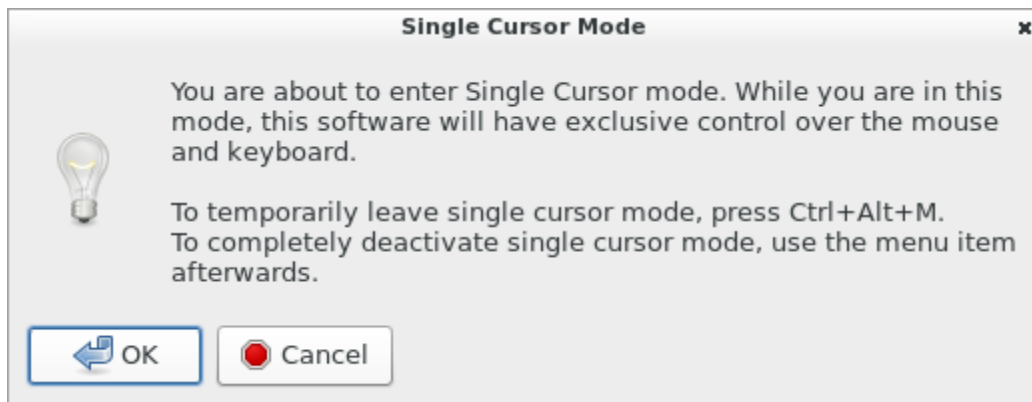 Single Cursor Mode
You are about to enter Single Cursor mode. While you are in this
mode, this software will have exclusive control over the mouse
and keyboard.
To temporarily leave single cursor mode, press Ctrl+Alt+M.
To completely deactivate single cursor mode, use the menu item
afterwards.
OK
Cancel